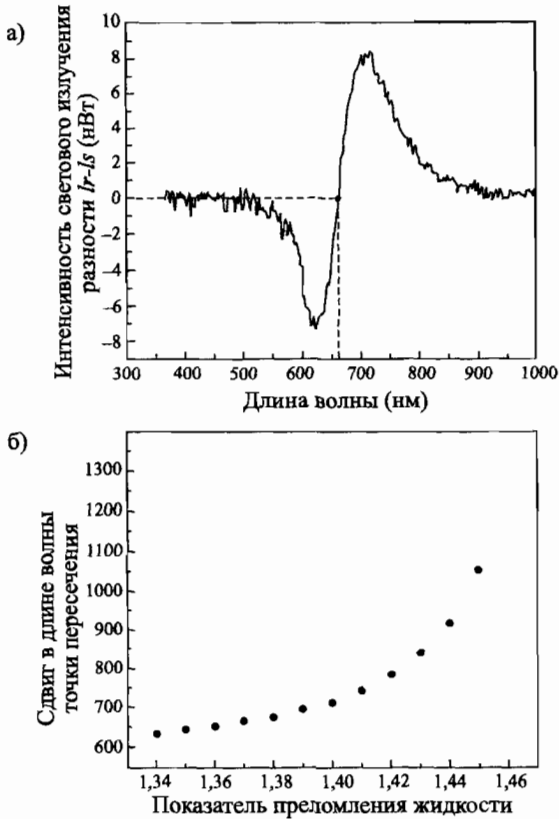 а)
Интенсивность светового излучения
разности Ir-Is (нВт)
10
8
6
4
2
0
–2
–4
–6
–8
300 400 500 600 700 800 900 1000
Длина волны (нм)
б)
Сдвиг в длине волны
точки пересечения
1300
1200
1100
1000
900
800
700
600
1,34 1,36 1,38 1,40 1,42 1,44 1,46
Показатель преломления жидкости